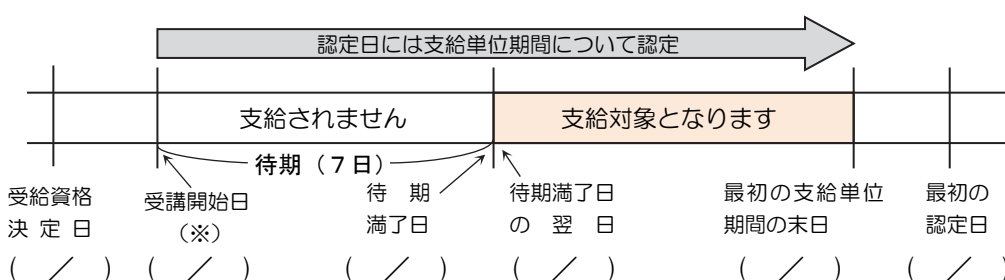 認定日には支給単位期間について認定
支給されません 支給対象となります
待期（７日）
受給資格 受講開始日 待　期 待期満了日 最初の支給単位 最初の
決 定 日 （※） 満了日 の　翌　日 期間の末日 認定日
（　／　） （　／　） （　／　） （　／　） （　／　） （　／　）